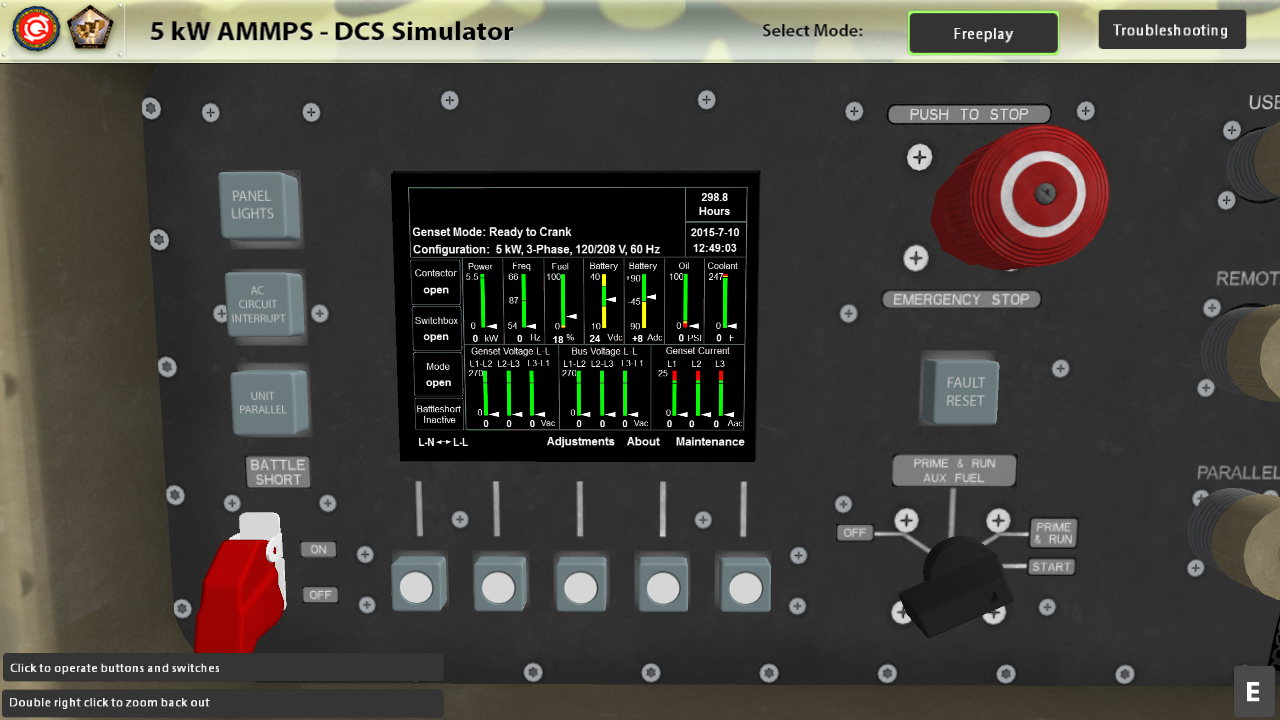 5 kW AMMPS - DCS Simulator
Select Mode:
Freeplay
Troubleshooting
PUSH TO STOP
USE
PANEL
LIGHTS
298.8
Hours
Genset Mode: Ready to Crank
2015-7-10
Configuration: 5 kW, 3-Phase, 120/208 V, 60 Hz
12:49:03
Contactor
open
Switchbox
open
Mode
open
Battleshort
Inactive
Power Freq Fuel Battery Battery Oil Coolant
5.5 66 100 40 +90 100 247
87 -45
0 54 0 10 90 0 0
0 kW Hz 18 % 24 Vdc +8 Adc 0 PSI 0 F
Genset Voltage L-L
L1-L2 L2-L3 L3-L1
270
0
0 0 0 Vac
Bus Voltage L-L
L1-L2 L2-L3 L3-L1
270
0
0 0 0 Vac
Genset Current
L1 L2 L3
25
0
0 0 0 Aac
L-N L-L
Adjustments
About
Maintenance
AC
CIRCUIT
INTERRUPT
UNIT
PARALLEL
EMERGENCY STOP
REMOT
FAULT
RESET
BATTLE
SHORT
ON
OFF
PRIME & RUN
AUX FUEL
OFF
PRIME
& RUN
START
PARALLEL
Click to operate buttons and switches
Double right click to zoom back out
E